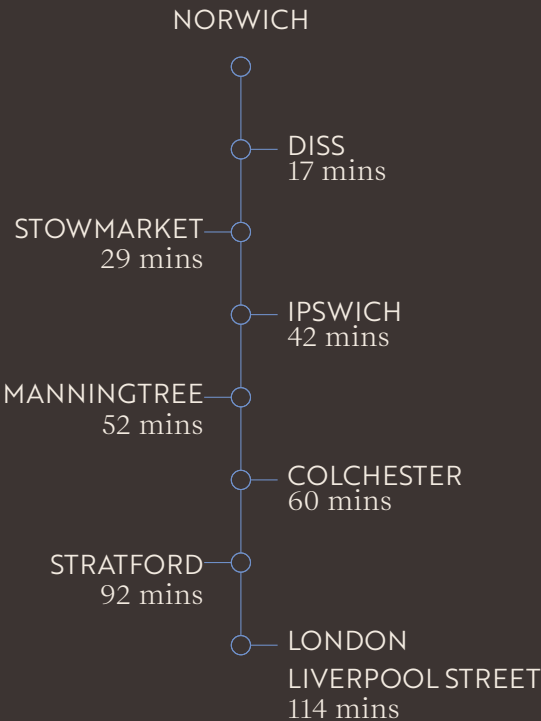 NORWICH
DISS
17 mins
STOWMARKET
29 mins
IPSWICH
42 mins
MANNINGTREE
52 mins
COLCHESTER
60 mins
STRATFORD
92 mins
LONDON
LIVERPOOL STREET
114 mins